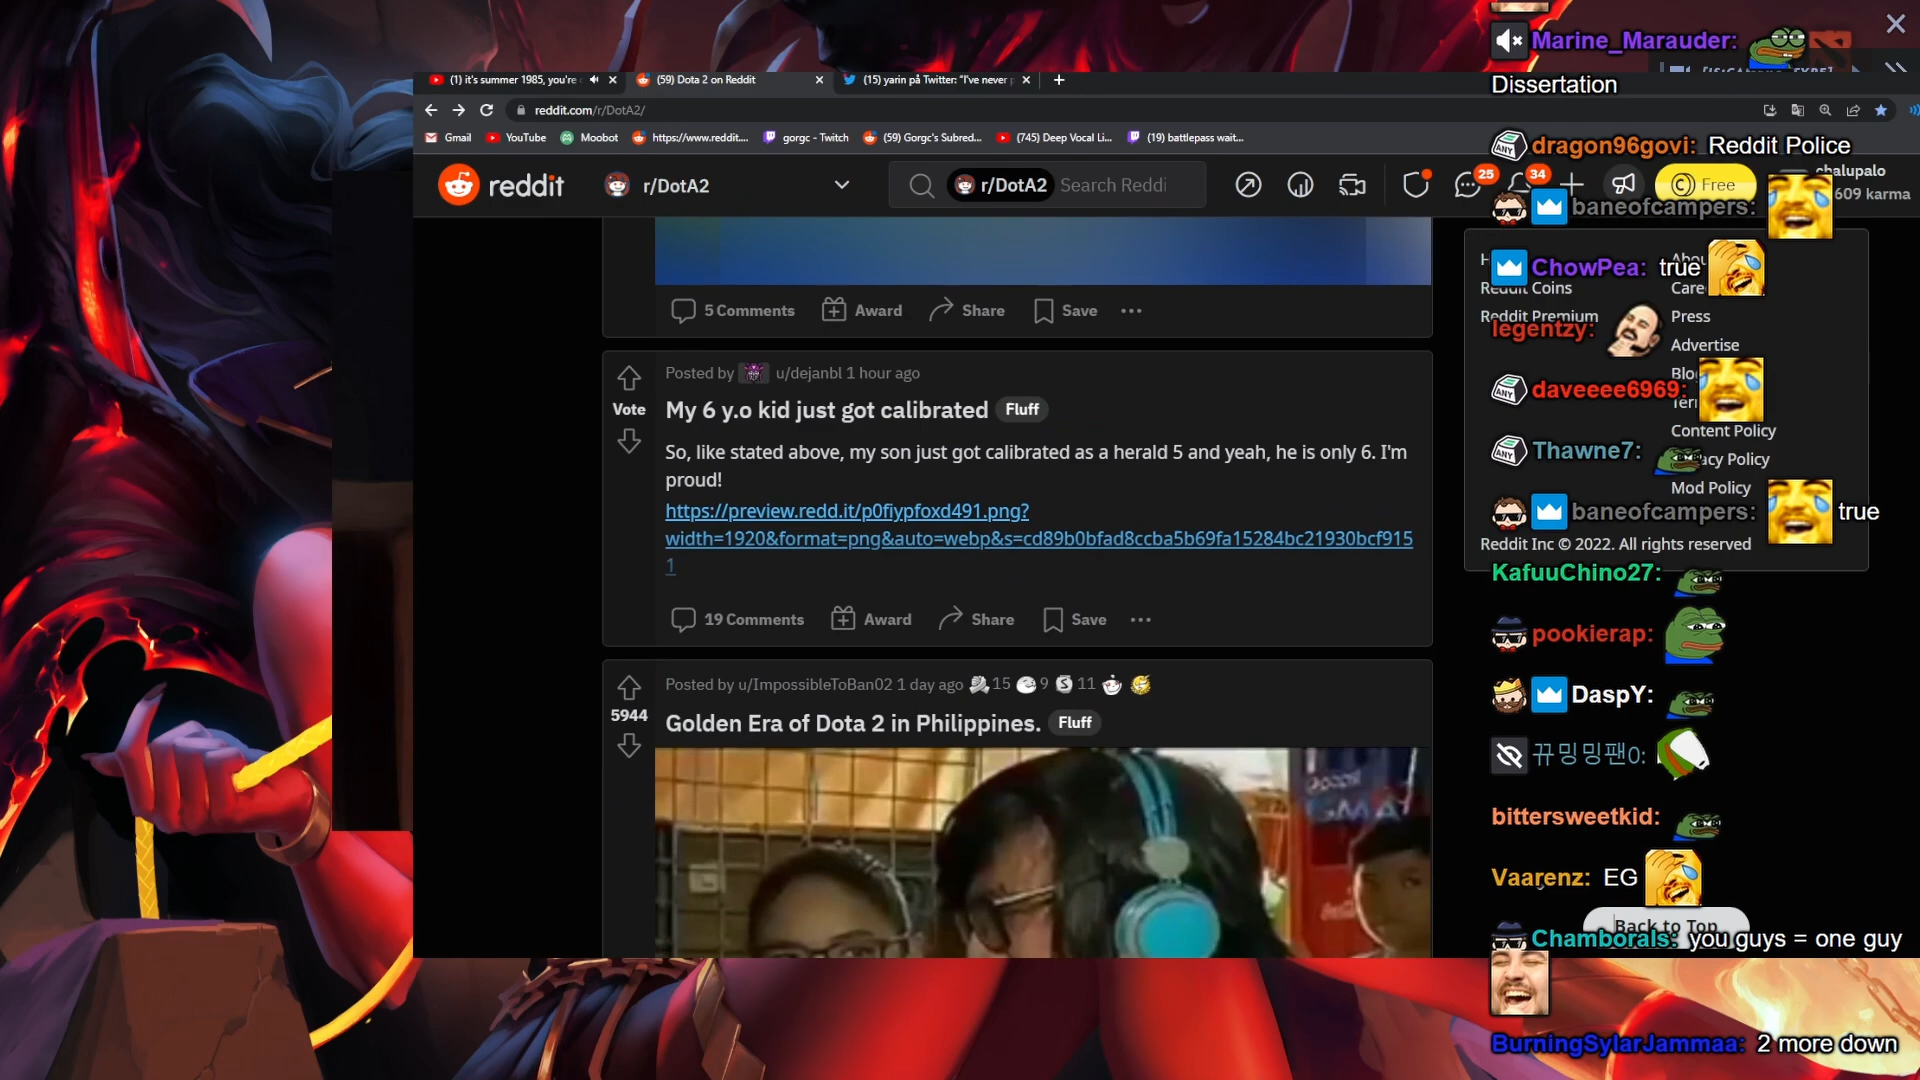 (1) it's summer 1985, you're
(59) Dota 2 on Reddit
(15) yarin på Twitter: "I've never
reddit.com/r/DotA2/
Gmail
YouTube
Moobot
https://www.reddit....
gorgc - Twitch
(59) Gorgc's Subred...
(745) Deep Vocal Li...
(19) battlepass wait...
reddit
r/DotA2
r/DotA2
Search Reddi
25
34
Free
chalupalo
609 karma
5 Comments
Award
Share
Save
Posted by u/dejanbl 1 hour ago
Vote
My 6 y.o kid just got calibrated
Fluff
So, like stated above, my son just got calibrated as a herald 5 and yeah, he is only 6. I'm
proud!
https://preview.redd.it/p0fiypfoxd491.png?
width=1920&format=png&auto=webp&s=cd89b0bfad8ccba5b69fa15284bc21930bcf915
1
19 Comments
Award
Share
Save
Posted by u/ImpossibleToBan02 1 day ago 15 9 11
5944
Golden Era of Dota 2 in Philippines.
Fluff
Reddit Coins
Reddit Premium
Press
Advertise
Content Policy
Mod Policy
Reddit Inc © 2022. All rights reserved
Back to Top
Marine_Marauder:
Dissertation
dragon96govi: Reddit Police
baneofcampers:
ChowPea: true
legentzy:
daveeee6969:
Thawne7:
baneofcampers: true
KafuuChino27:
pookierap:
DaspY:
뀨밍밍팬0:
bittersweetkid:
Vaarenz: EG
Chamborals: you guys = one guy
BurningSylarJammaa: 2 more down